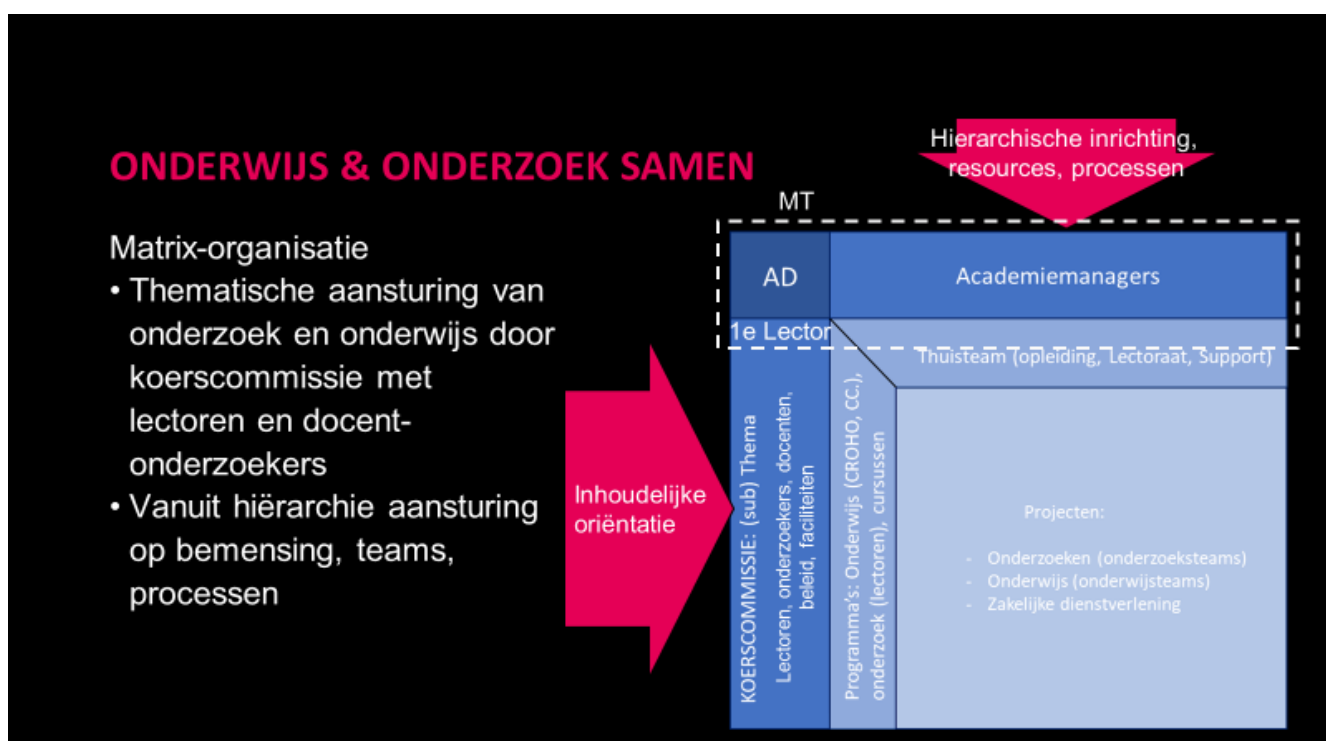 ONDERWIJS & ONDERZOEK SAMEN
Matrix-organisatie
• Thematische aansturing van
onderzoek en onderwijs door
koerscommissie met
lectoren en docent-
onderzoekers
• Vanuit hiërarchie aansturing
op bemensing, teams,
processen
Hierarchische inrichting,
resources, processen
MT
AD
Academiemanagers
1e Lector
Thuisteam (opleiding, Lectoraat, Support)
Inhoudelijke
oriëntatie
KOERSCOMMISSIE: (sub) Thema
Lectoren, onderzoekers, docenten,
beleid, faciliteiten
Programma's: Onderwijs (CROHO, CC.),
onderzoek (lectoren), cursussen
Projecten:
- Onderzoeken (onderzoeksteams)
- Onderwijs (onderwijsteams)
- Zakelijke dienstverlening